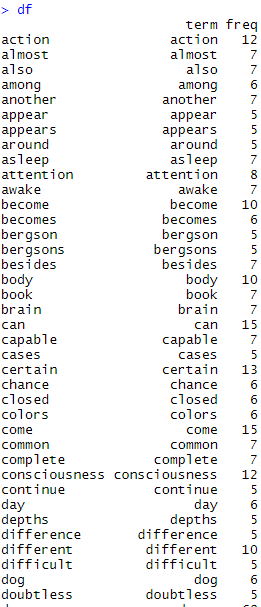 > df
term freq
action action 12
almost almost 7
also also 7
among among 6
another another 7
appear appear 5
appears appears 5
around around 5
asleep asleep 7
attention attention 8
awake awake 7
become become 10
becomes becomes 6
bergson bergson 5
bergsons bergsons 5
besides besides 7
body body 10
book book 7
brain brain 7
can can 15
capable capable 7
cases cases 5
certain certain 13
chance chance 6
closed closed 6
colors colors 6
come come 15
common common 7
complete complete 7
consciousness consciousness 12
continue continue 5
day day 6
depths depths 5
difference difference 5
different different 10
difficult difficult 5
dog dog 6
doubtless doubtless 5